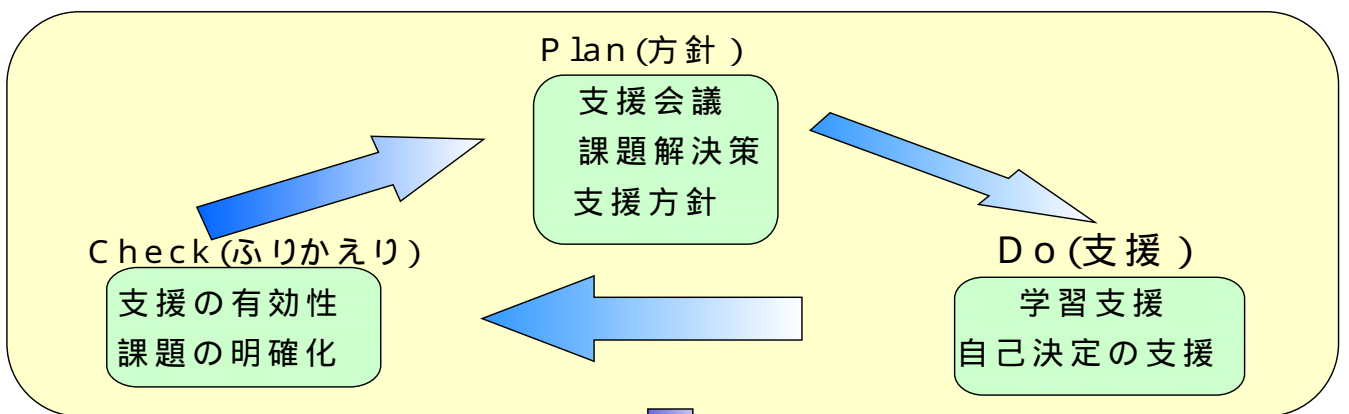 Plan(方針)
支援会議
課題解決策
支援方針
Check(ふりかえり)
支援の有効性
課題の明確化
Do(支援)
学習支援
自己決定の支援